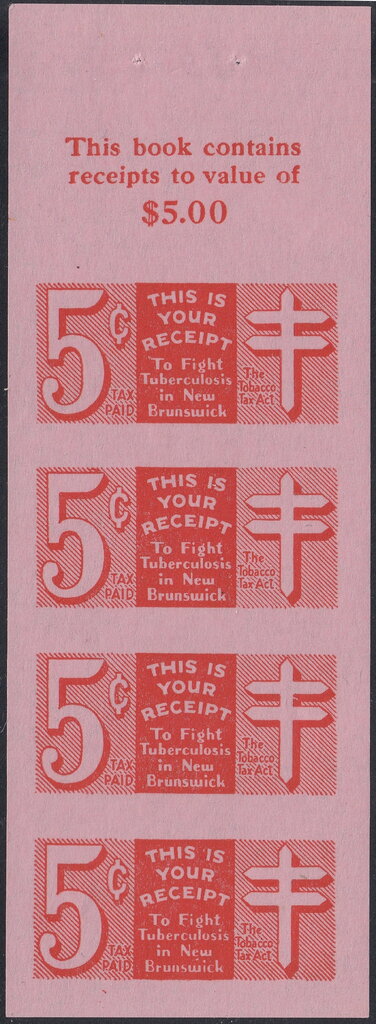 This book contains
receipts to value of
$5.00
5¢
TAX
PAID
THIS IS
YOUR
RECEIPT
To Fight
Tuberculosis
in New
Brunswick
The
Tobacco
Tax Act
5¢
TAX
PAID
THIS IS
YOUR
RECEIPT
To Fight
Tuberculosis
in New
Brunswick
The
Tobacco
Tax Act
5¢
TAX
PAID
THIS IS
YOUR
RECEIPT
To Fight
Tuberculosis
in New
Brunswick
The
Tobacco
Tax Act
5¢
TAX
PAID
THIS IS
YOUR
RECEIPT
To Fight
Tuberculosis
in New
Brunswick
The
Tobacco
Tax Act